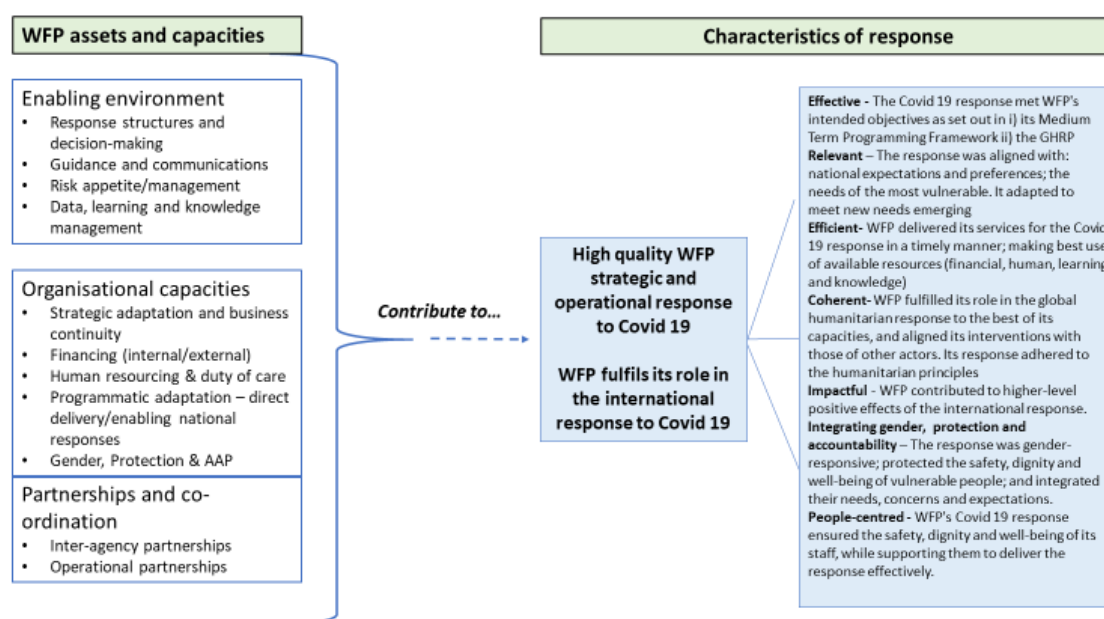 WFP assets and capacities
Enabling environment
• Response structures and
decision-making
• Guidance and communications
• Risk appetite/management
• Data, learning and knowledge
management
Organisational capacities
• Strategic adaptation and business
continuity
• Financing (internal/external)
• Human resourcing & duty of care
• Programmatic adaptation – direct
delivery/enabling national
responses
• Gender, Protection & AAP
Partnerships and co-
ordination
• Inter-agency partnerships
• Operational partnerships
Contribute to...
Characteristics of response
High quality WFP
strategic and
operational response
to Covid 19
WFP fulfils its role in
the international
response to Covid 19
Effective - The Covid 19 response met WFP's
intended objectives as set out in i) its Medium
Term Programming Framework ii) the GHRP
Relevant – The response was aligned with:
national expectations and preferences; the
needs of the most vulnerable. It adapted to
meet new needs emerging
Efficient- WFP delivered its services for the Covid
19 response in a timely manner; making best use
of available resources (financial, human, learning
and knowledge)
Coherent- WFP fulfilled its role in the global
humanitarian response to the best of its
capacities, and aligned its interventions with
those of other actors. Its response adhered to
the humanitarian principles
Impactful - WFP contributed to higher-level
positive effects of the international response.
Integrating gender, protection and
accountability – The response was gender-
responsive; protected the safety, dignity and
well-being of vulnerable people; and integrated
their needs, concerns and expectations.
People-centred - WFP's Covid 19 response
ensured the safety, dignity and well-being of its
staff, while supporting them to deliver the
response effectively.